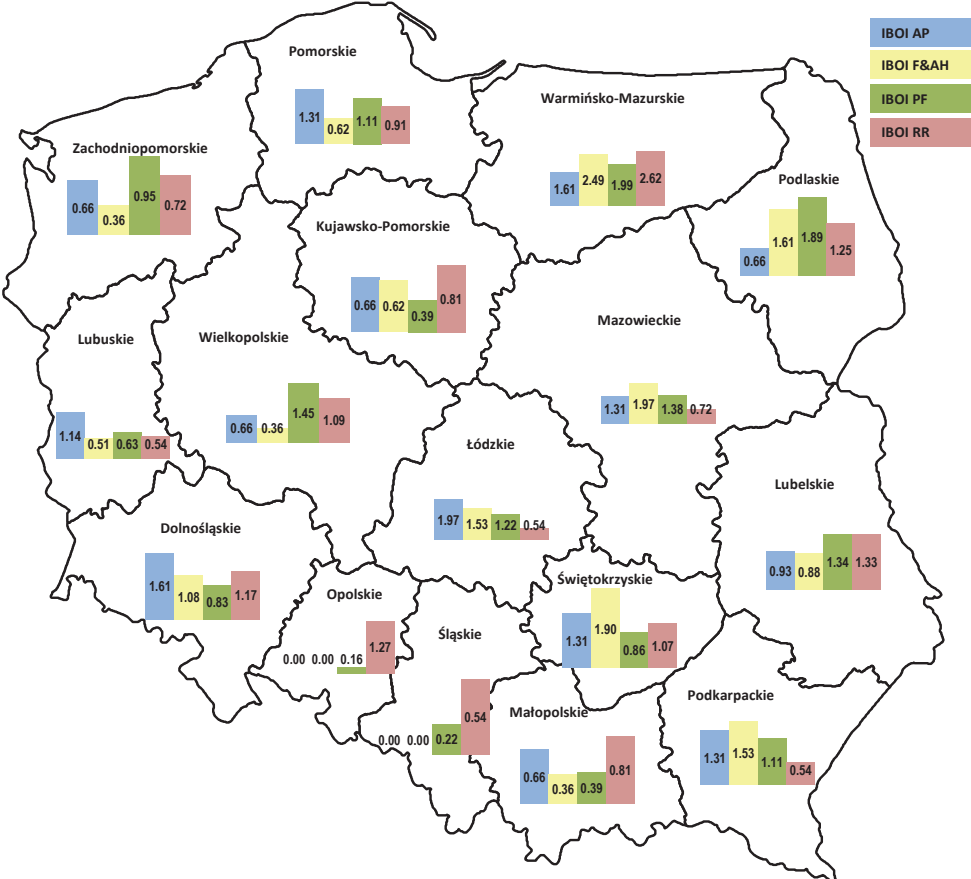 IBOI AP
IBOI F&AH
IBOI PF
IBOI RR
Pomorskie
1.31 0.62 1.11 0.91
Warmińsko-Mazurskie
1.61 2.49 1.99 2.62
Zachodniopomorskie
0.66 0.36 0.95 0.72
Podlaskie
0.66 1.61 1.89 1.25
Kujawsko-Pomorskie
0.66 0.62 0.39 0.81
Mazowieckie
1.31 1.97 1.38 0.72
Lubuskie
1.14 0.51 0.63 0.54
Wielkopolskie
0.66 0.36 1.45 1.09
Łódzkie
1.97 1.53 1.22 0.54
Lubelskie
0.93 0.88 1.34 1.33
Dolnośląskie
1.61 1.08 0.83 1.17
Opolskie
0.00 0.00 0.16 1.27
Śląskie
0.00 0.00 0.22 0.54
Świętokrzyskie
1.31 1.90 0.86 1.07
Małopolskie
0.66 0.36 0.39 0.81
Podkarpackie
1.31 1.53 1.11 0.54